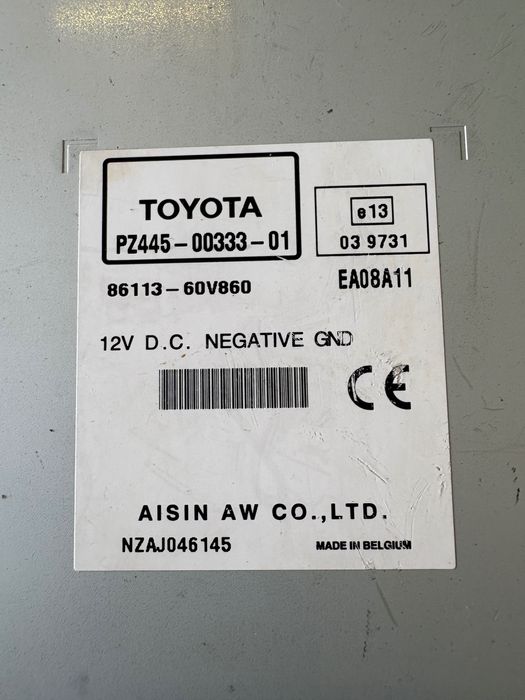 TOYOTA
PZ445-00333-01
e13
03 9731
86113-60V860
EA08A11
12V D.C. NEGATIVE GND
CE
AISIN AW CO.,LTD.
NZAJ046145
MADE IN BELGIUM